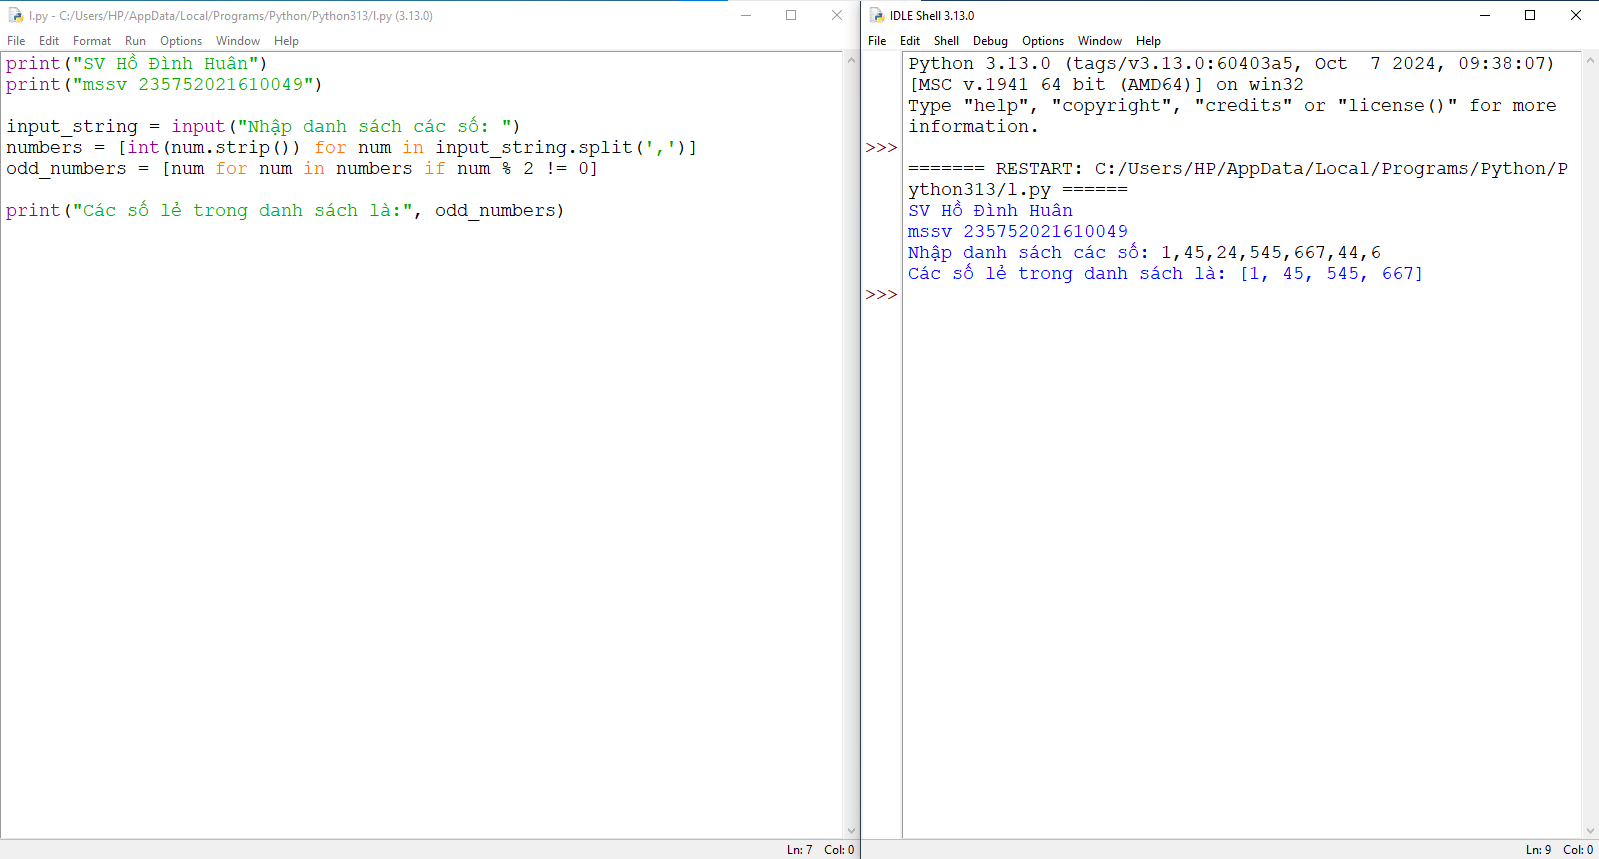 l.py - C:/Users/HP/AppData/Local/Programs/Python/Python313/l.py (3.13.0)
File Edit Format Run Options Window Help
print("SV Hồ Đình Huân")
print("mssv 235752021610049")
input_string = input("Nhập danh sách các số: ")
numbers = [int(num.strip()) for num in input_string.split(',')]
odd_numbers = [num for num in numbers if num % 2 != 0]
print("Các số lẻ trong danh sách là:", odd_numbers)
Ln: 7 Col: 0
IDLE Shell 3.13.0
File Edit Shell Debug Options Window Help
Python 3.13.0 (tags/v3.13.0:60403a5, Oct  7 2024, 09:38:07)
[MSC v.1941 64 bit (AMD64)] on win32
Type "help", "copyright", "credits" or "license()" for more
information.
>>>
======= RESTART: C:/Users/HP/AppData/Local/Programs/Python/P
ython313/l.py ======
SV Hồ Đình Huân
mssv 235752021610049
Nhập danh sách các số: 1,45,24,545,667,44,6
Các số lẻ trong danh sách là: [1, 45, 545, 667]
>>>
Ln: 9 Col: 0